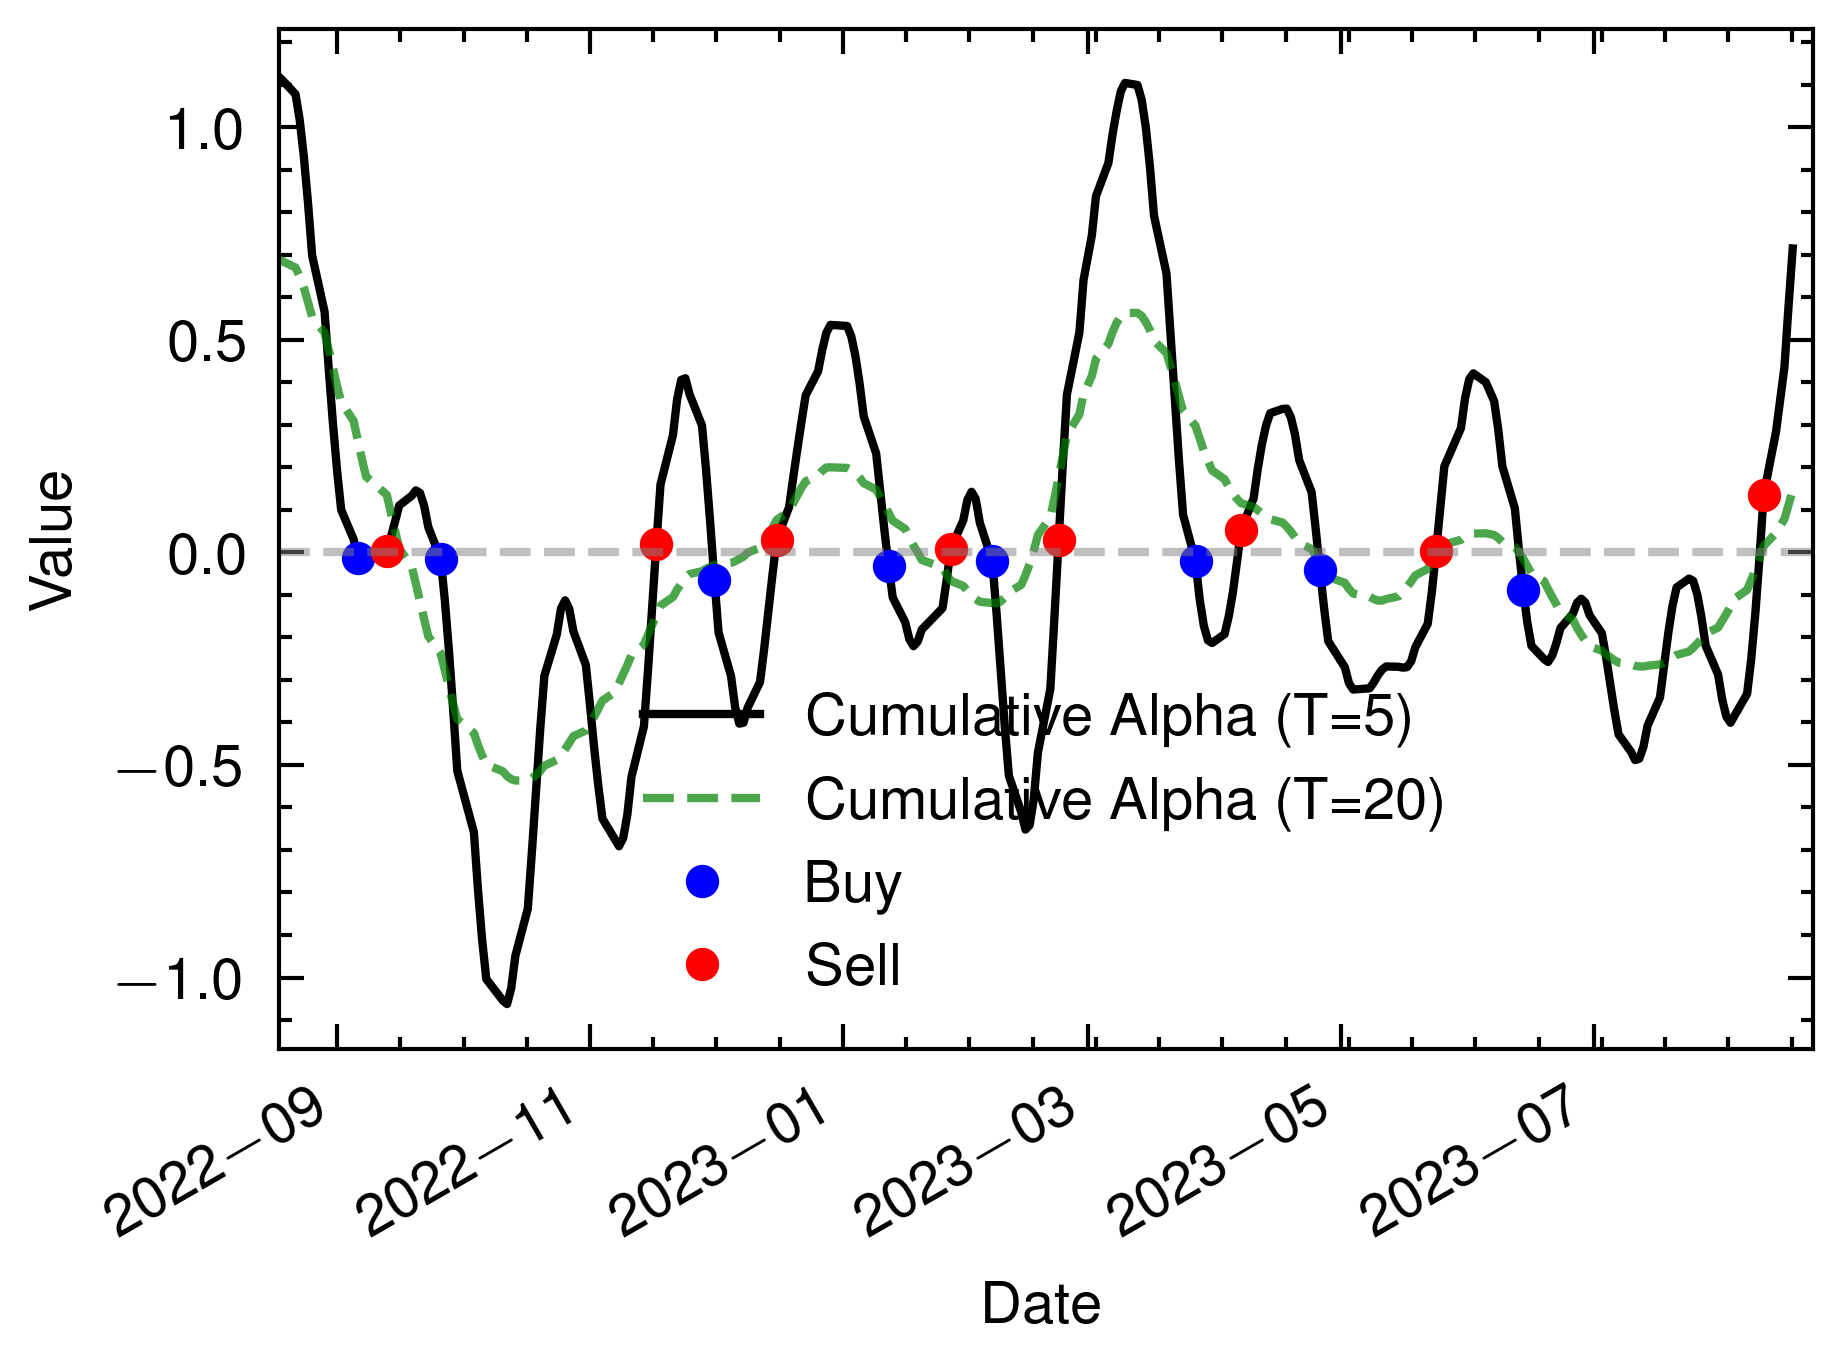 1.0
0.5
0.0
−0.5
−1.0
Value
2022−09
2022−11
2023−01
2023−03
2023−05
2023−07
Date
Cumulative Alpha (T=5)
Cumulative Alpha (T=20)
Buy
Sell